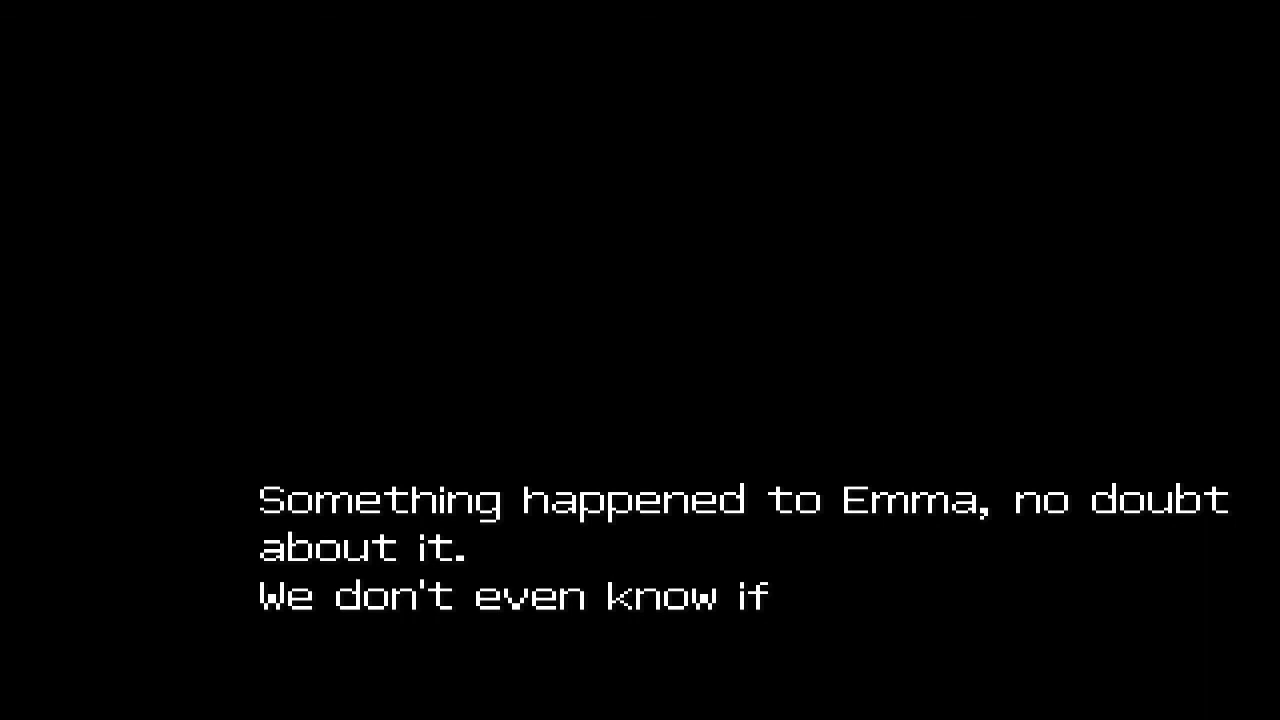 Something happened to Emma, no doubt
about it.
We don't even know if